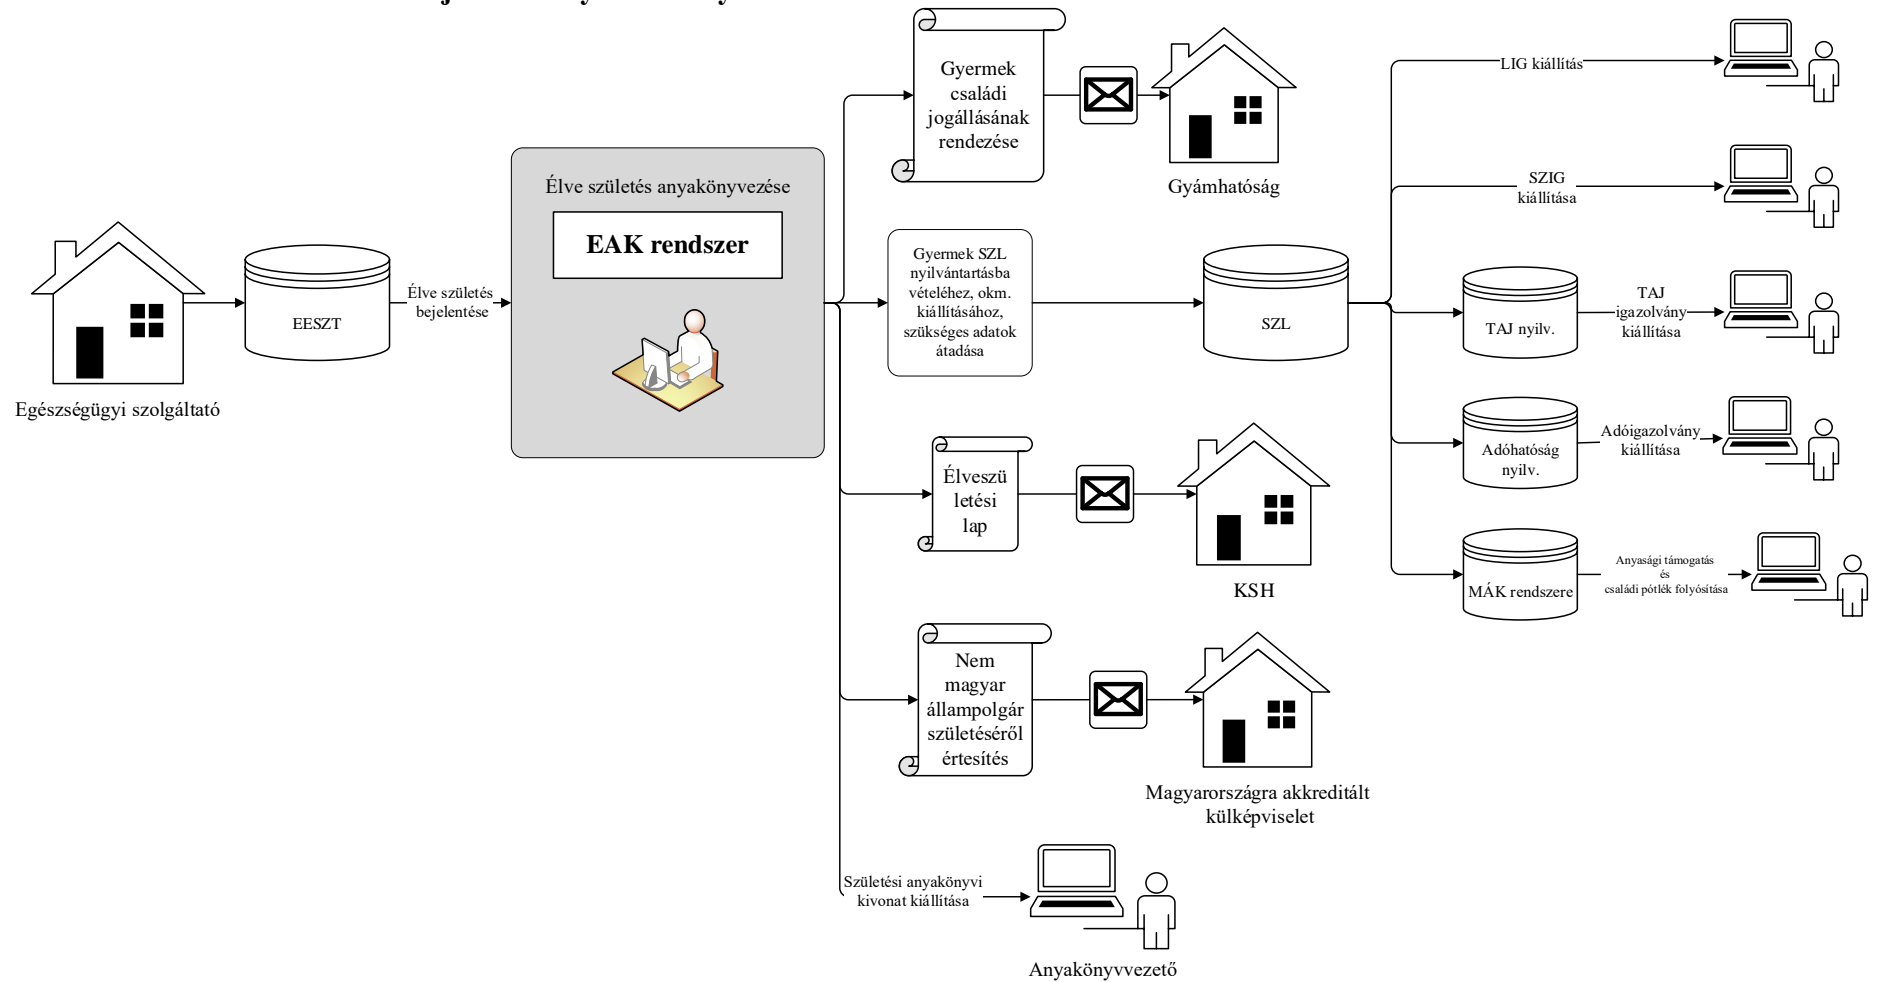 Egészségügyi szolgáltató
EESZT
Élve születés
bejelentése
Élve születés anyakönyvezése
EAK rendszer
Gyermek
családi
jogállásának
rendezése
Gyámhatóság
Gyermek SZL
nyilvántartásba
vételéhez, okm.
kiállításához,
szükséges adatok
átadása
SZL
LIG kiállítás
SZIG
kiállítása
TAJ nyilv.
TAJ
igazolvány
kiállítása
Adóhatóság
nyilv.
Adóigazolvány
kiállítása
MÁK rendszere
Anyasági támogatás
és
családi pótlék folyósítása
Élveszü
letési
lap
KSH
Nem
magyar
állampolgár
születéséről
értesítés
Magyarországra akkreditált
külképviselet
Születési anyakönyvi
kivonat kiállítása
Anyakönyvvezető